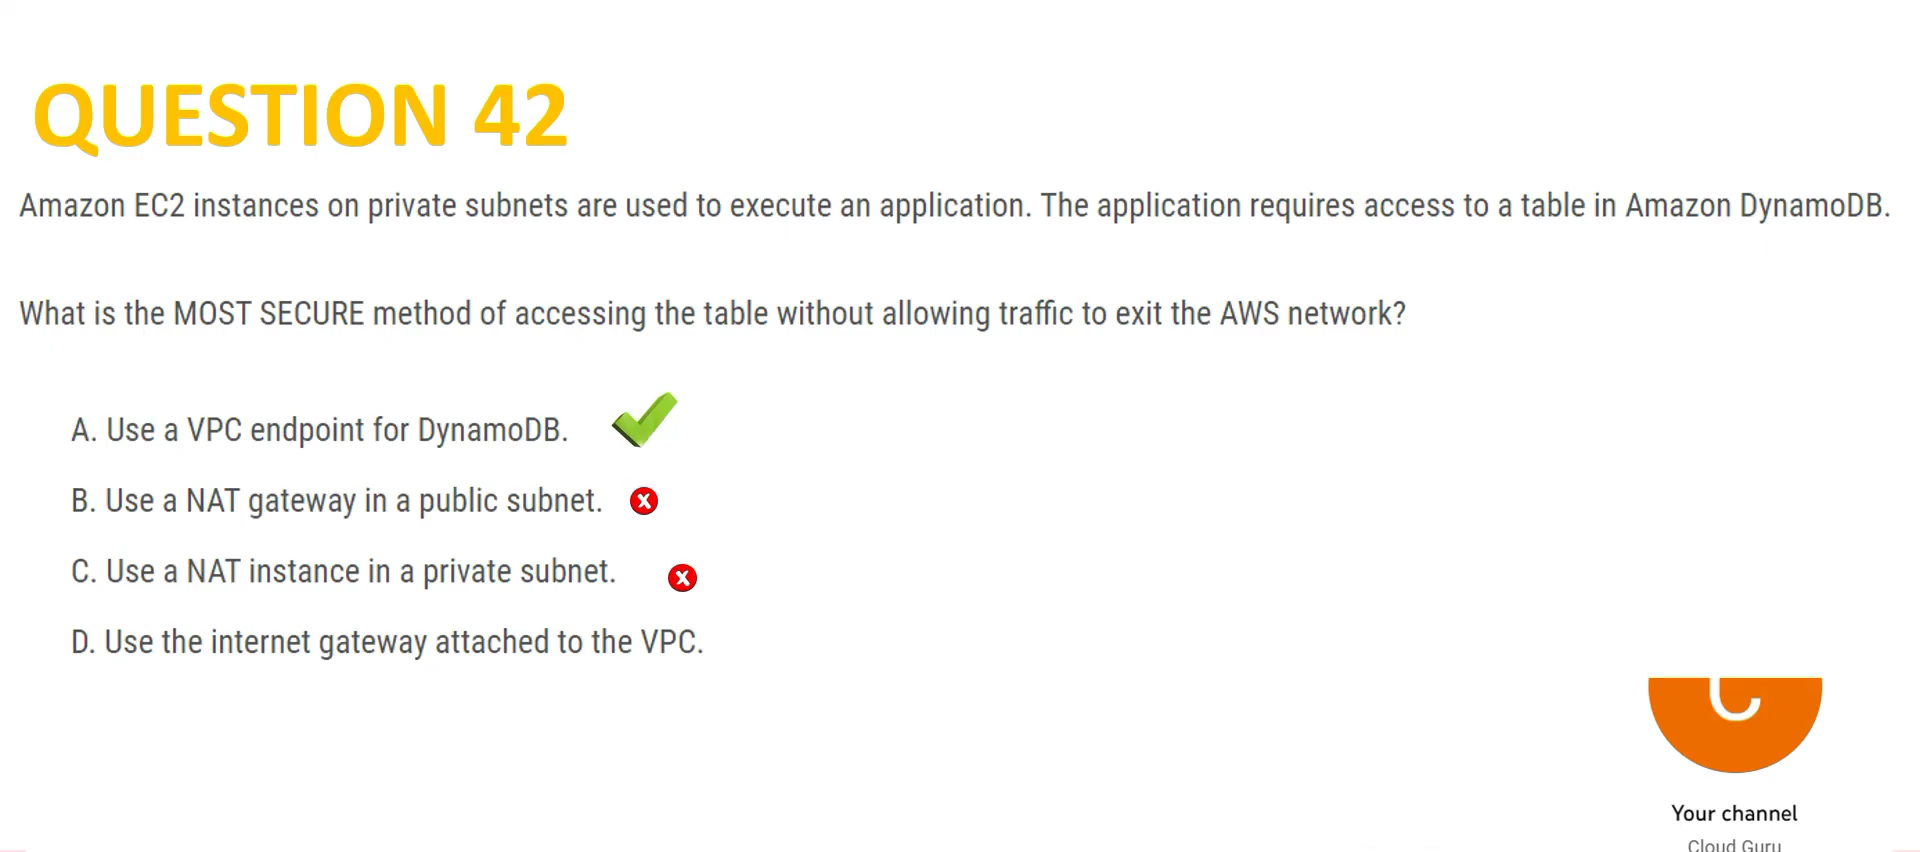 QUESTION 42
Amazon EC2 instances on private subnets are used to execute an application. The application requires access to a table in Amazon DynamoDB.
What is the MOST SECURE method of accessing the table without allowing traffic to exit the AWS network?
A. Use a VPC endpoint for DynamoDB.
B. Use a NAT gateway in a public subnet.
C. Use a NAT instance in a private subnet.
D. Use the internet gateway attached to the VPC.
Your channel
Cloud Guru